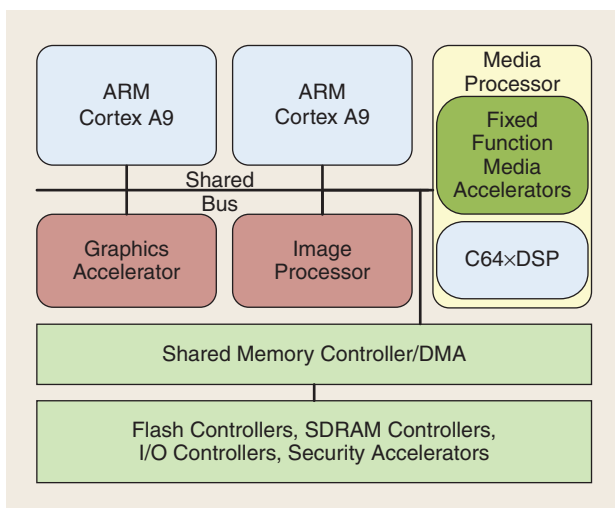 ARM
Cortex A9
ARM
Cortex A9
Media
Processor
Fixed
Function
Media
Accelerators
C64×DSP
Shared
Bus
Graphics
Accelerator
Image
Processor
Shared Memory Controller/DMA
Flash Controllers, SDRAM Controllers,
I/O Controllers, Security Accelerators